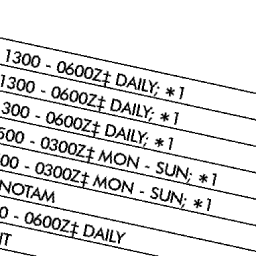 1300 - 0600Z‡ DAILY; ∗1
1300 - 0600Z‡ DAILY; ∗1
300 - 0600Z‡ DAILY; ∗1
500 - 0300Z‡ MON - SUN; ∗1
00 - 0300Z‡ MON - SUN; ∗1
NOTAM
0 - 0600Z‡ DAILY
IT